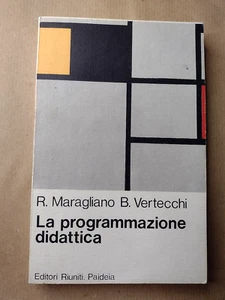 R. Maragliano B. Vertecchi
La programmazione
didattica
Editori Riuniti. Paideia